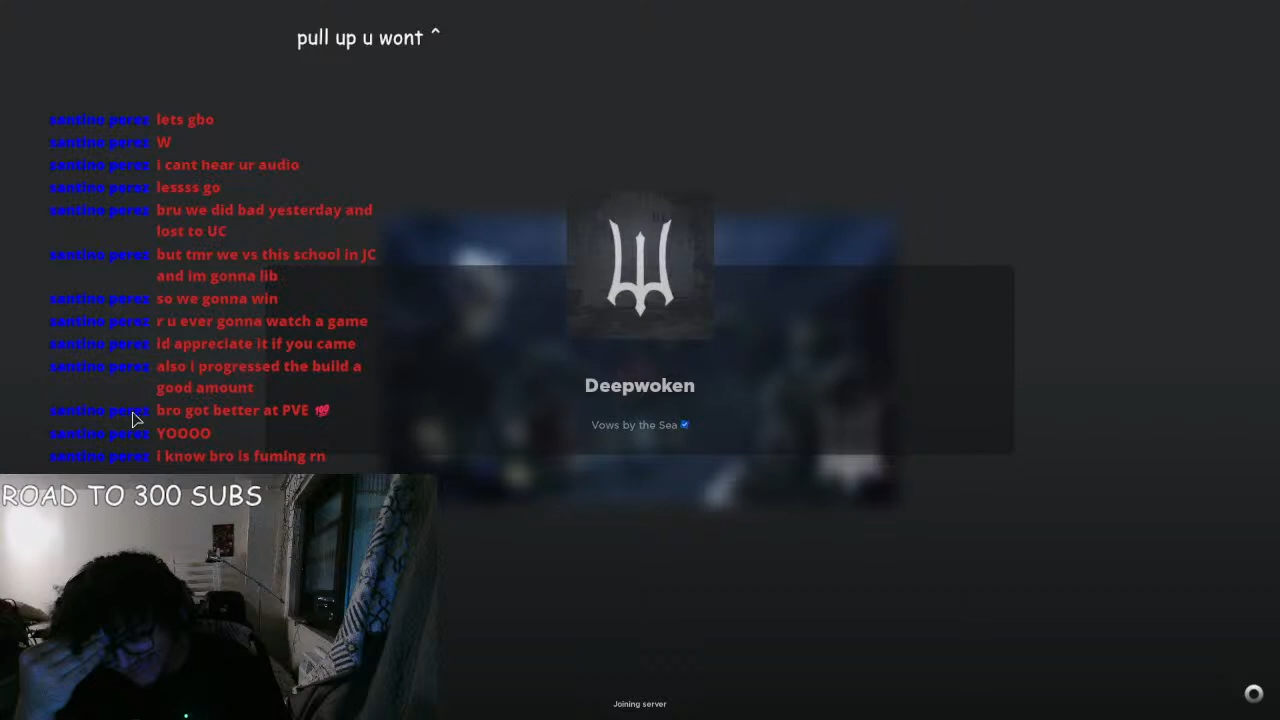 pull up u wont ^
santino perez lets gbo
santino perez W
santino perez i cant hear ur audio
santino perez lessss go
santino perez bru we did bad yesterday and
lost to UC
santino perez but tmr we vs this school in JC
and im gonna lib
santino perez so we gonna win
santino perez r u ever gonna watch a game
santino perez id appreciate it if you came
santino perez also i progressed the build a
good amount
santino perez bro got better at PVE 💯
santino perez YOOOO
santino perez i know bro is fuming rn
Deepwoken
Vows by the Sea
ROAD TO 300 SUBS
Joining server